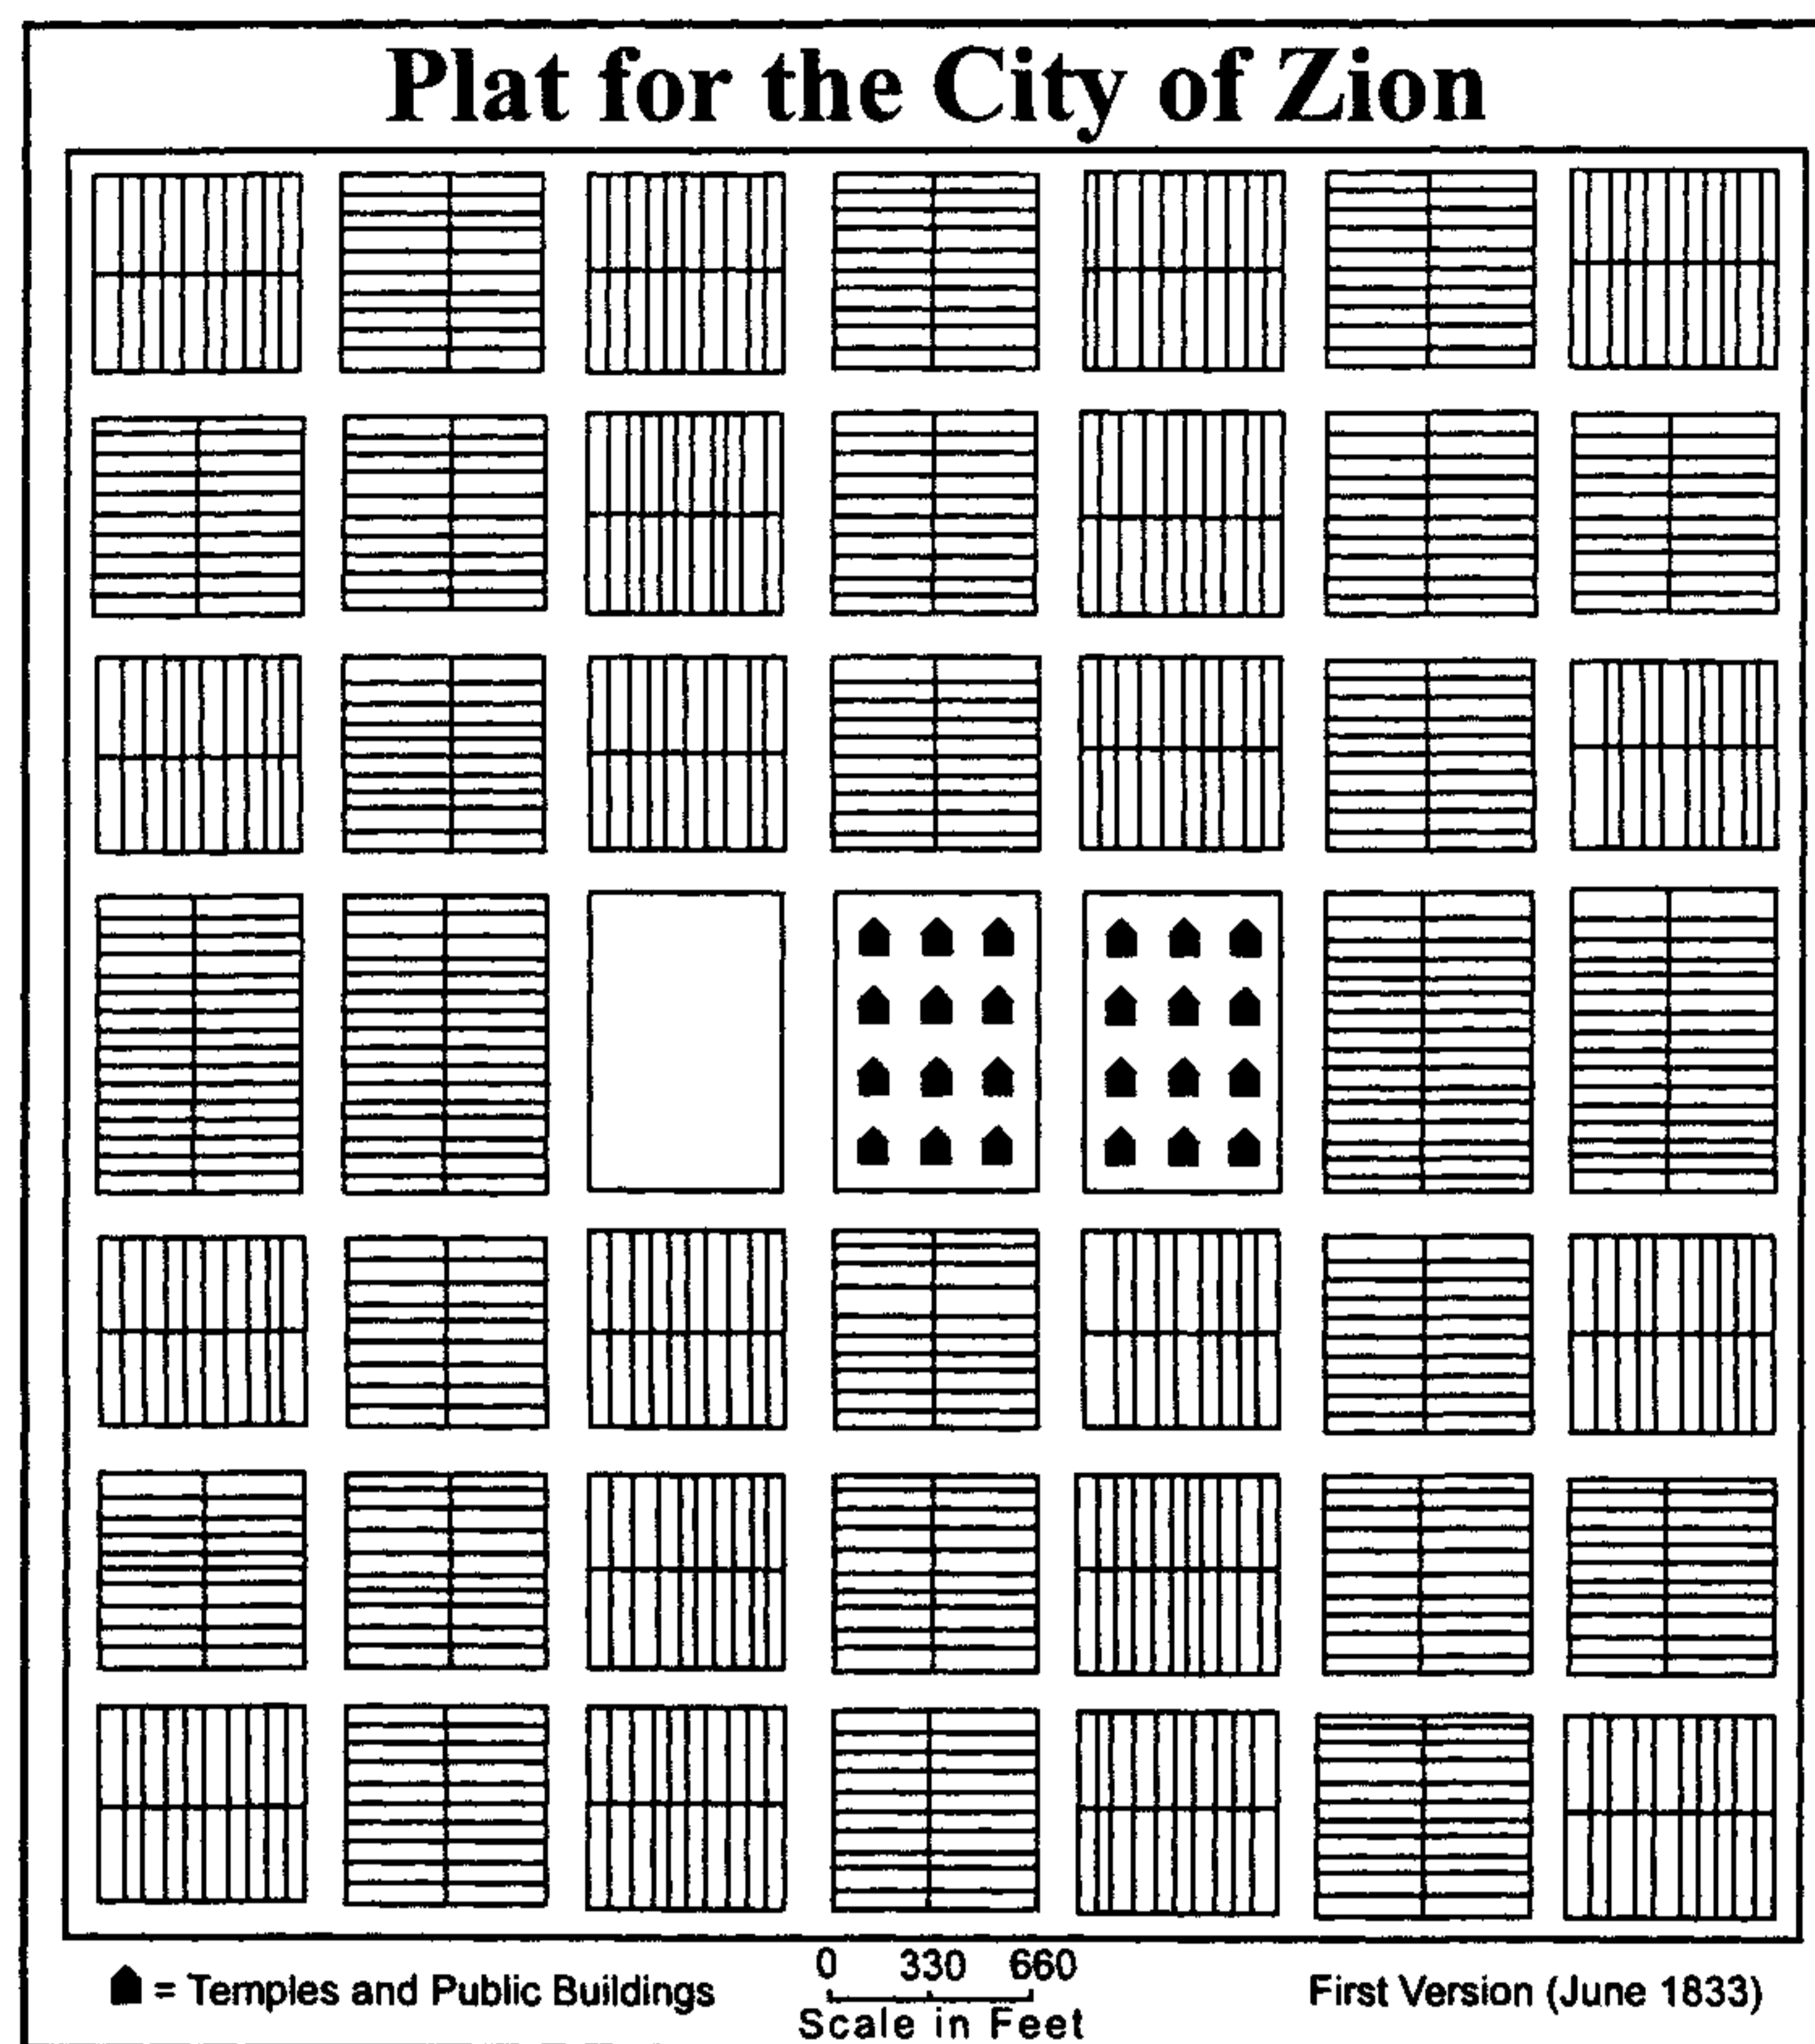 Plat for the City of Zion
= Temples and Public Buildings
0 330 660
Scale in Feet
First Version (June 1833)